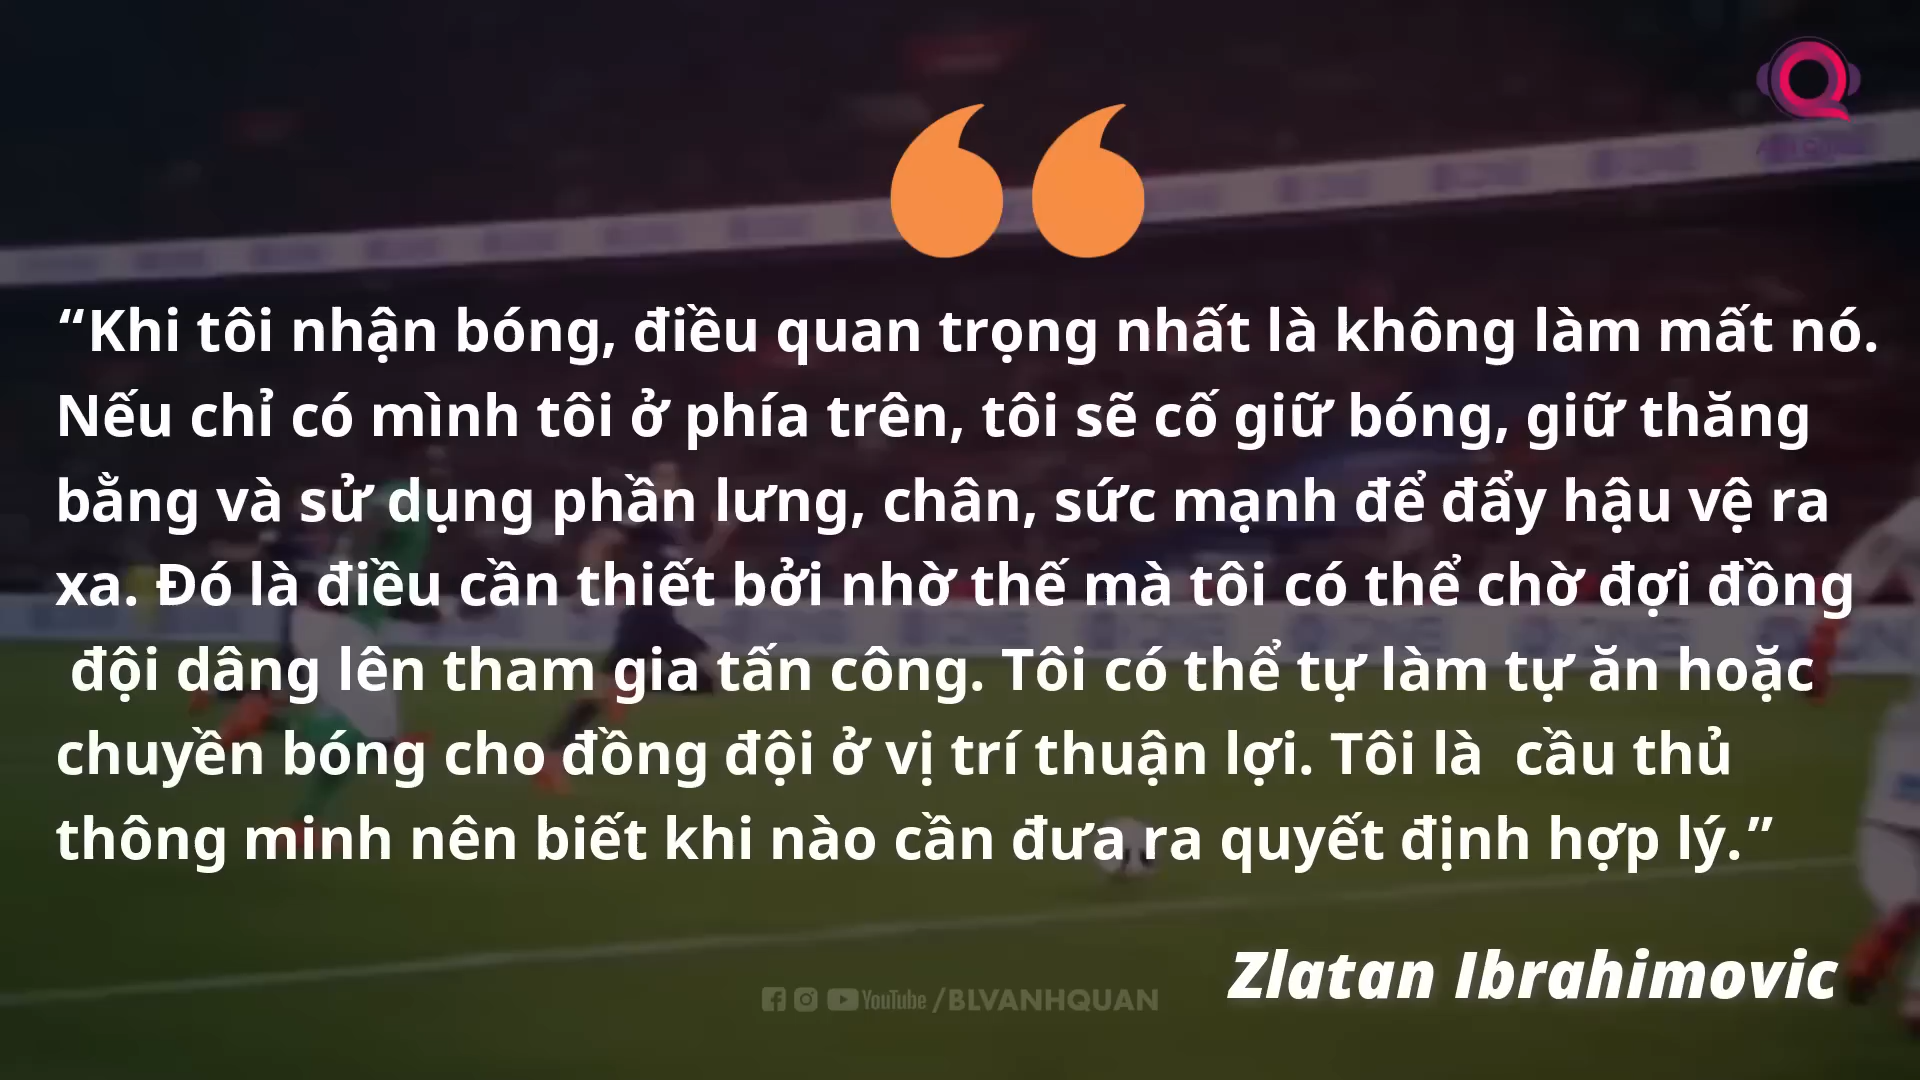 “Khi tôi nhận bóng, điều quan trọng nhất là không làm mất nó.
Nếu chỉ có mình tôi ở phía trên, tôi sẽ cố giữ bóng, giữ thăng
bằng và sử dụng phần lưng, chân, sức mạnh để đẩy hậu vệ ra
xa. Đó là điều cần thiết bởi nhờ thế mà tôi có thể chờ đợi đồng
đội dâng lên tham gia tấn công. Tôi có thể tự làm tự ăn hoặc
chuyền bóng cho đồng đội ở vị trí thuận lợi. Tôi là cầu thủ
thông minh nên biết khi nào cần đưa ra quyết định hợp lý.”
Zlatan Ibrahimovic
YouTube /BLVANHQUAN